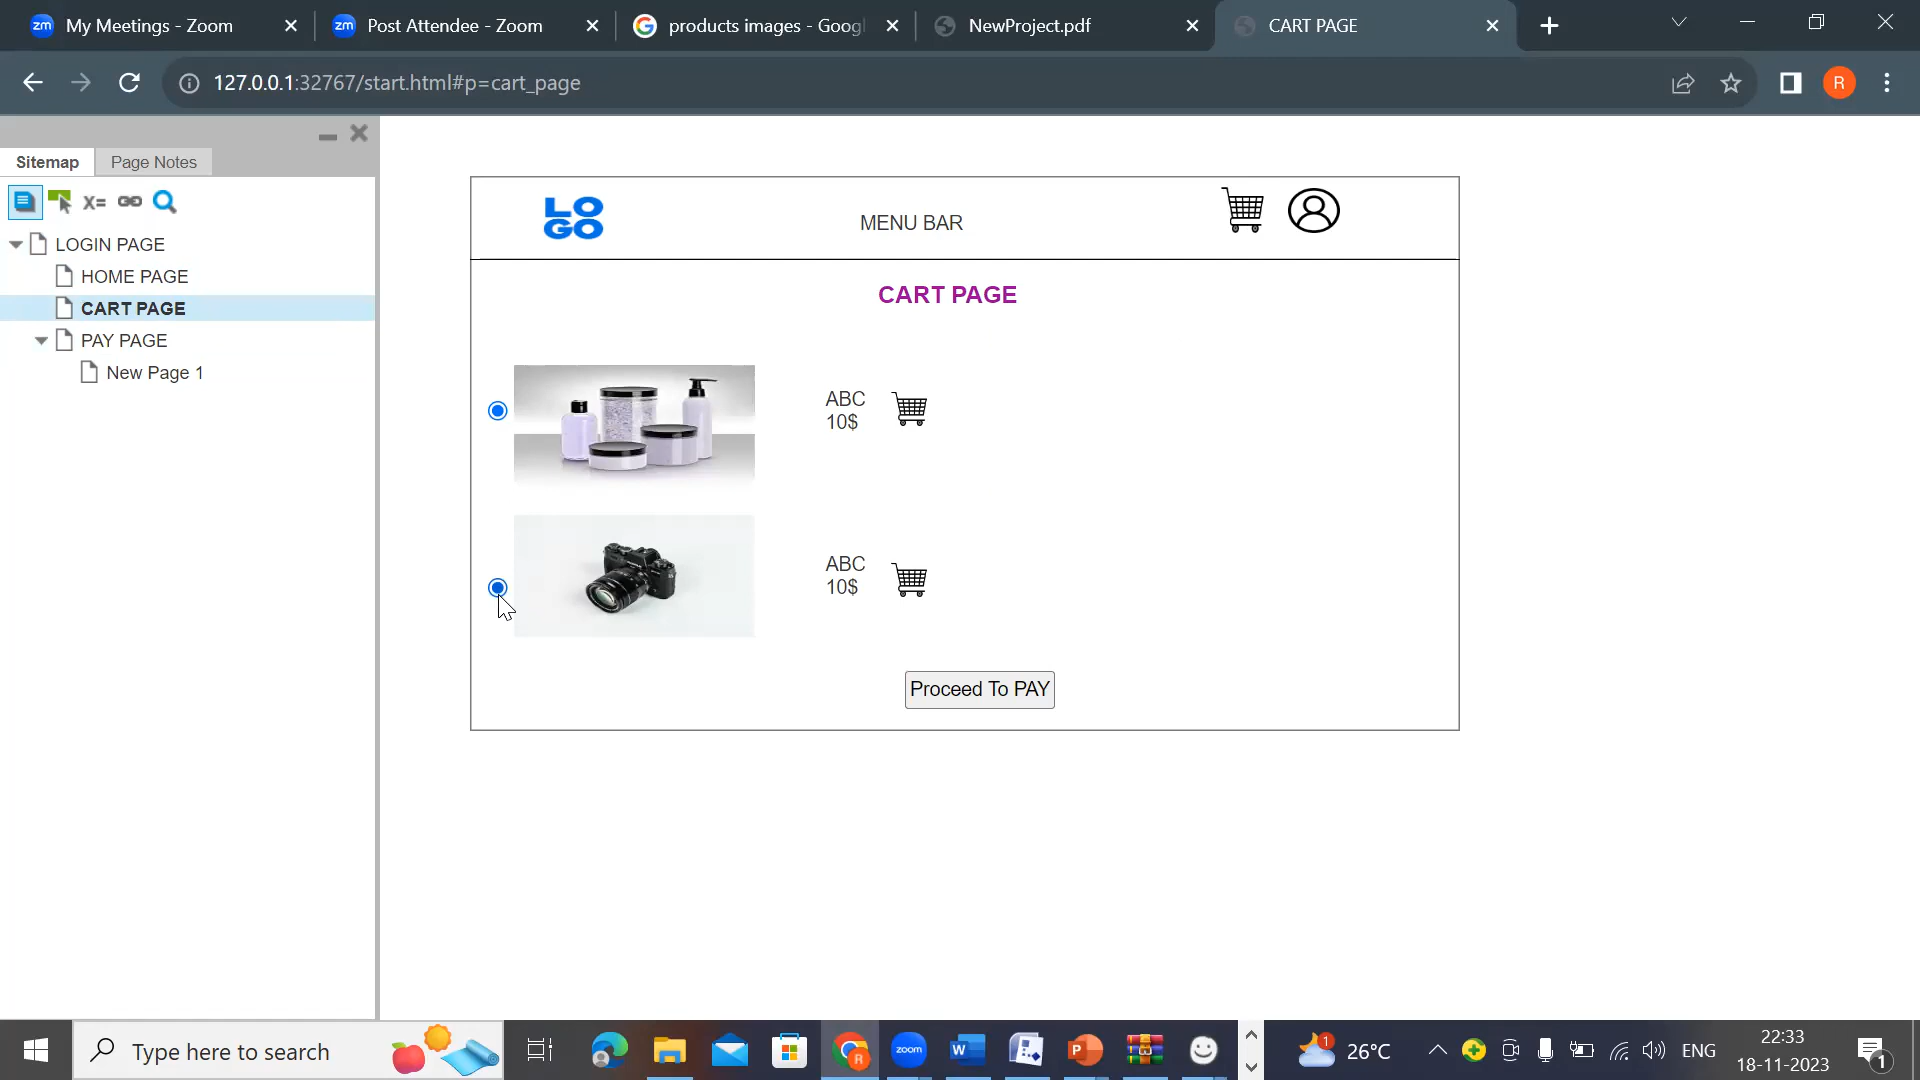 My Meetings - Zoom
Post Attendee - Zoom
products images - Goog
NewProject.pdf
CART PAGE
127.0.0.1:32767/start.html#p=cart_page
R
Sitemap
Page Notes
X=
LOGIN PAGE
HOME PAGE
CART PAGE
PAY PAGE
New Page 1
LO
GO
MENU BAR
CART PAGE
ABC
10$
ABC
10$
Proceed To PAY
Type here to search
1
26°C
ENG
22:33
18-11-2023
1